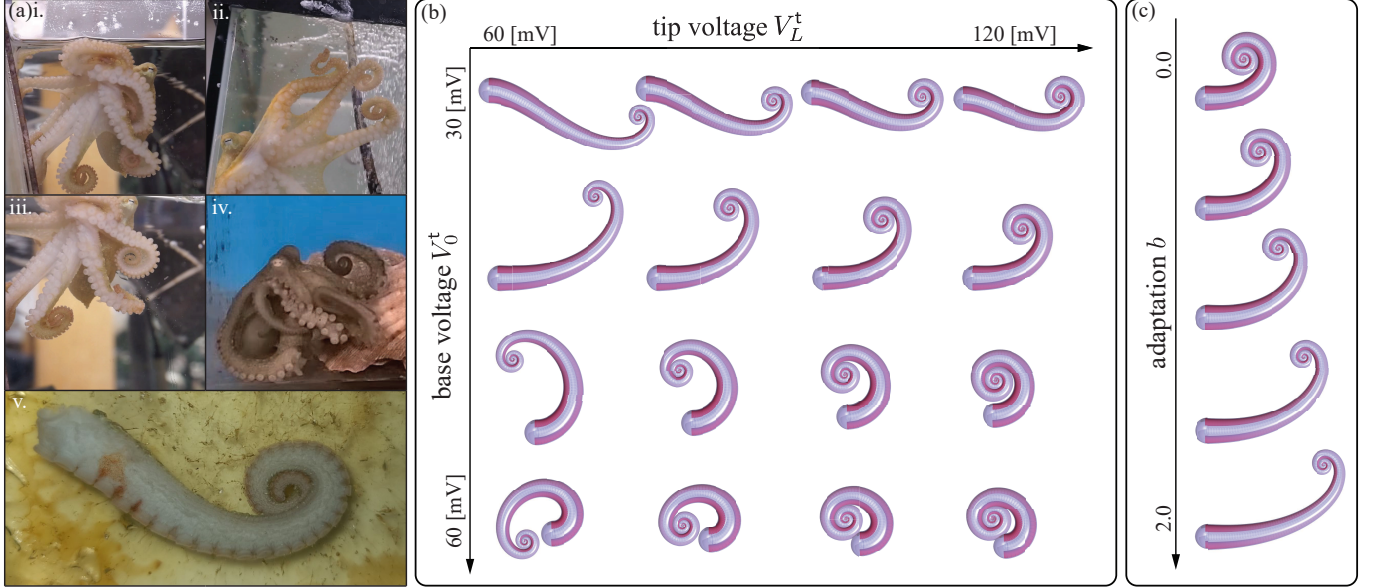 (a)i.
ii.
iii.
iv.
v.
(b)
tip voltage V_L^t
60 [mV]
120 [mV]
base voltage V_0^t
30 [mV]
60 [mV]
(c)
adaptation b
0.0
2.0